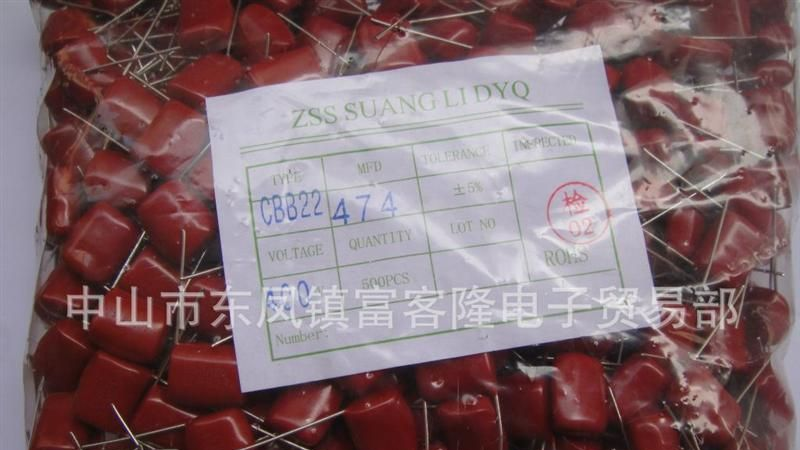 ZSS SUANG LI DYQ
TYPE MFD TOLERANCE INSPECTED
CBB22 474 ±5% 检 02
VOLTAGE QUANTITY LOT NO ROHS
400 500PCS
中山市东凤镇富客隆电子贸易部
Number: